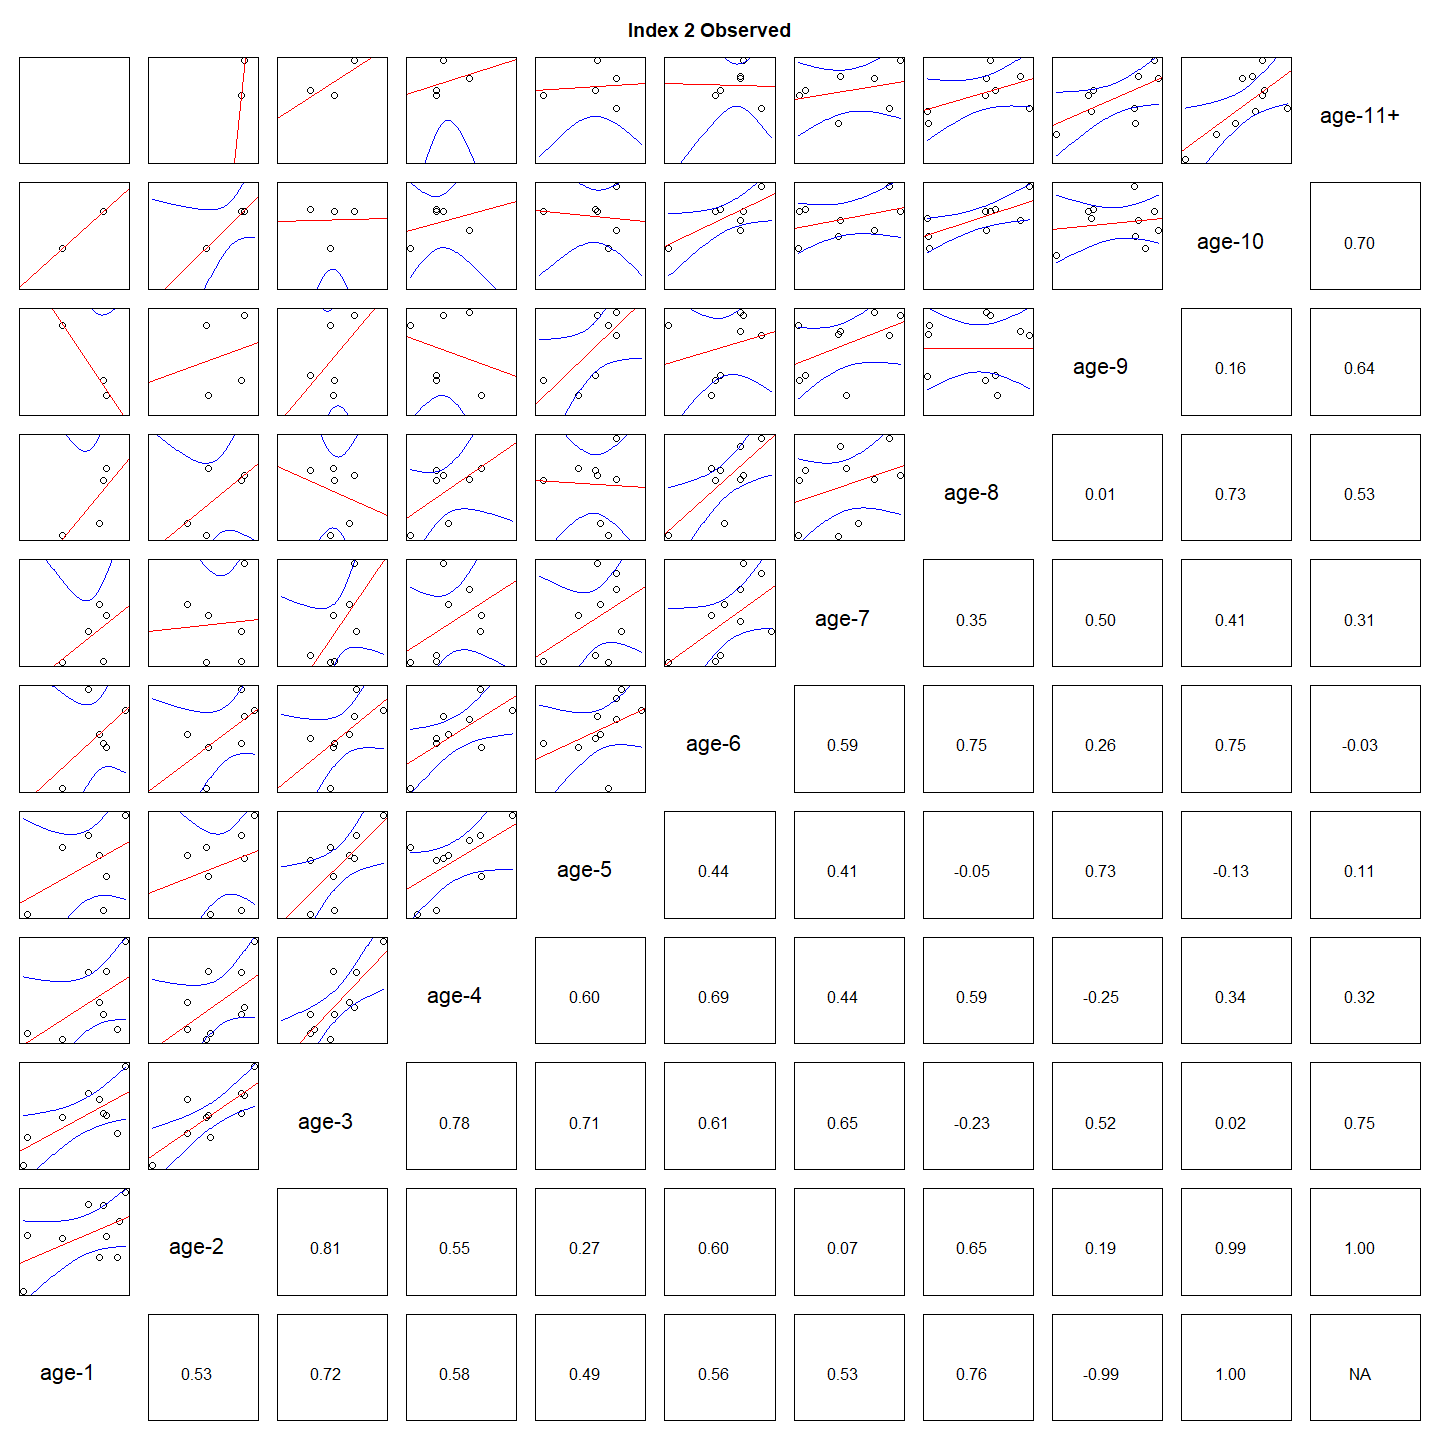 Index 2 Observed
age-11+
age-10 0.70
age-9 0.16 0.64
age-8 0.01 0.73 0.53
age-7 0.35 0.50 0.41 0.31
age-6 0.59 0.75 0.26 0.75 -0.03
age-5 0.44 0.41 -0.05 0.73 -0.13 0.11
age-4 0.60 0.69 0.44 0.59 -0.25 0.34 0.32
age-3 0.78 0.71 0.61 0.65 -0.23 0.52 0.02 0.75
age-2 0.81 0.55 0.27 0.60 0.07 0.65 0.19 0.99 1.00
age-1 0.53 0.72 0.58 0.49 0.56 0.53 0.76 -0.99 1.00 NA